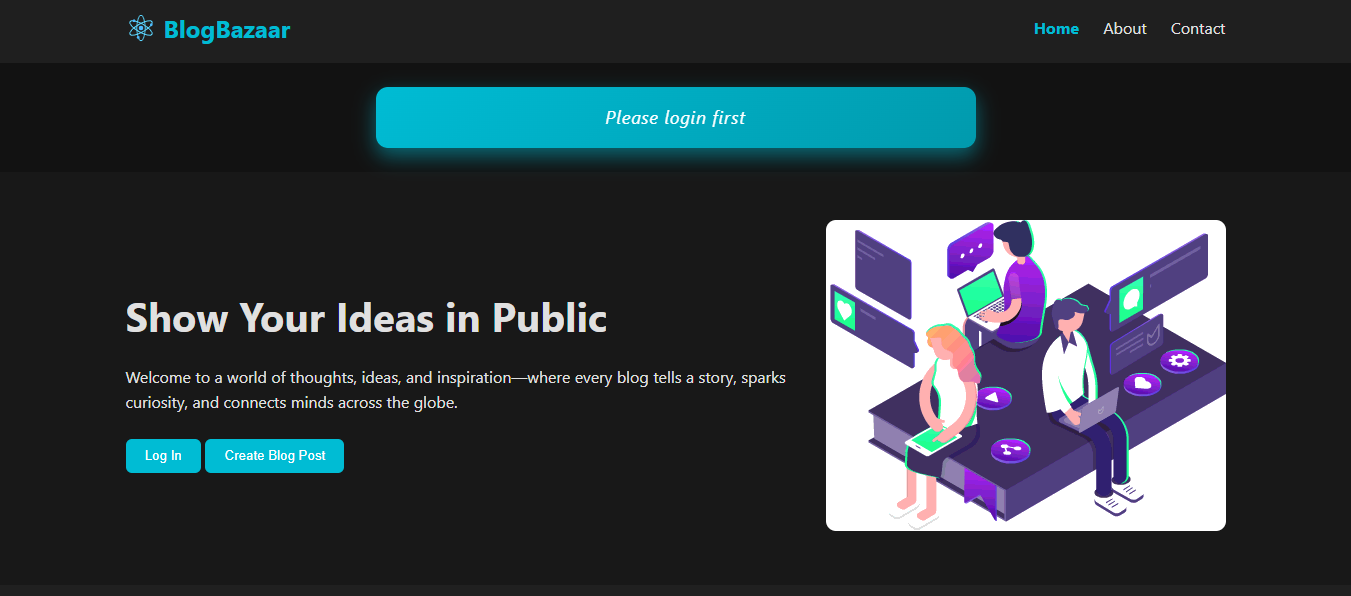 BlogBazaar
Home About Contact
Please login first
Show Your Ideas in Public
Welcome to a world of thoughts, ideas, and inspiration—where every blog tells a story, sparks
curiosity, and connects minds across the globe.
Log In Create Blog Post